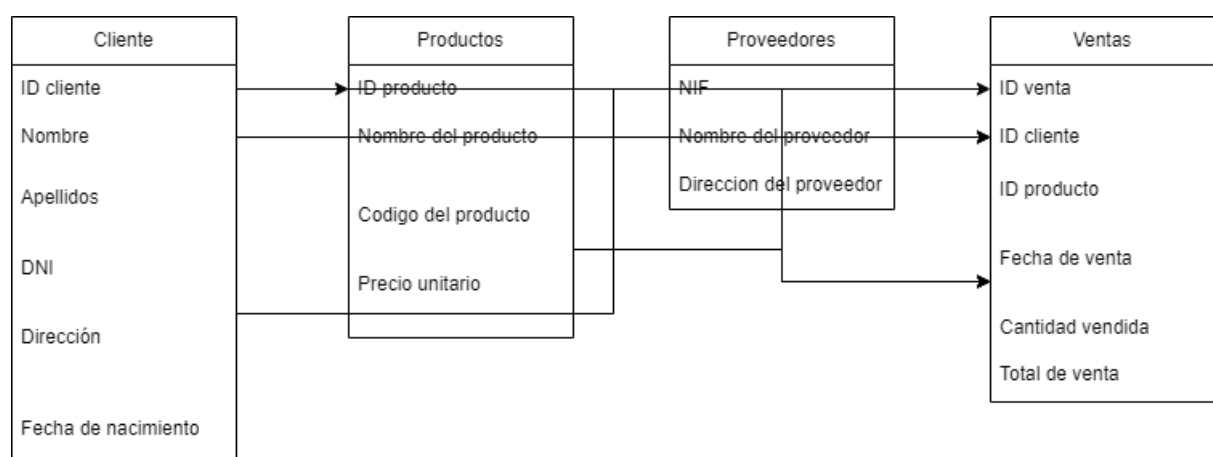 Cliente
ID cliente
Nombre
Apellidos
DNI
Dirección
Fecha de nacimiento
Productos
ID producto
Nombre del producto
Codigo del producto
Precio unitario
Proveedores
NIF
Nombre del proveedor
Direccion del proveedor
Ventas
ID venta
ID cliente
ID producto
Fecha de venta
Cantidad vendida
Total de venta